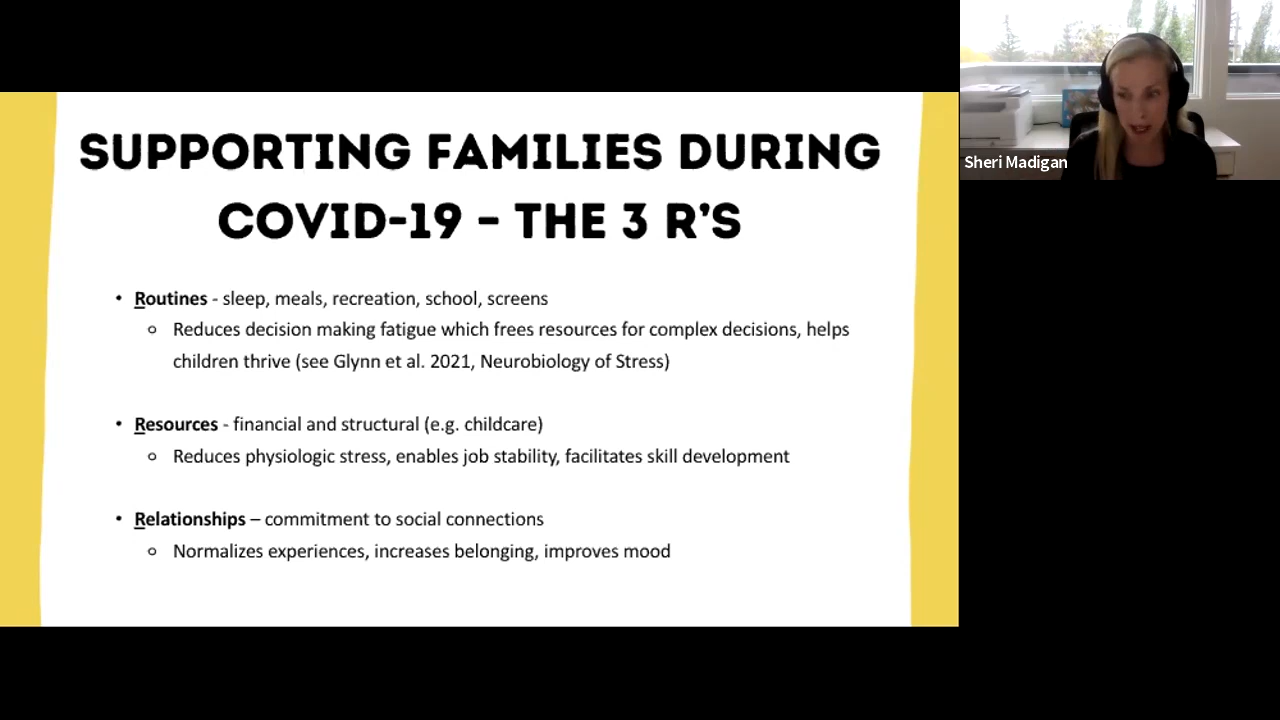 SUPPORTING FAMILIES DURING
COVID-19 – THE 3 R'S
• Routines - sleep, meals, recreation, school, screens
o Reduces decision making fatigue which frees resources for complex decisions, helps
children thrive (see Glynn et al. 2021, Neurobiology of Stress)
• Resources - financial and structural (e.g. childcare)
o Reduces physiologic stress, enables job stability, facilitates skill development
• Relationships – commitment to social connections
o Normalizes experiences, increases belonging, improves mood
Sheri Madigan